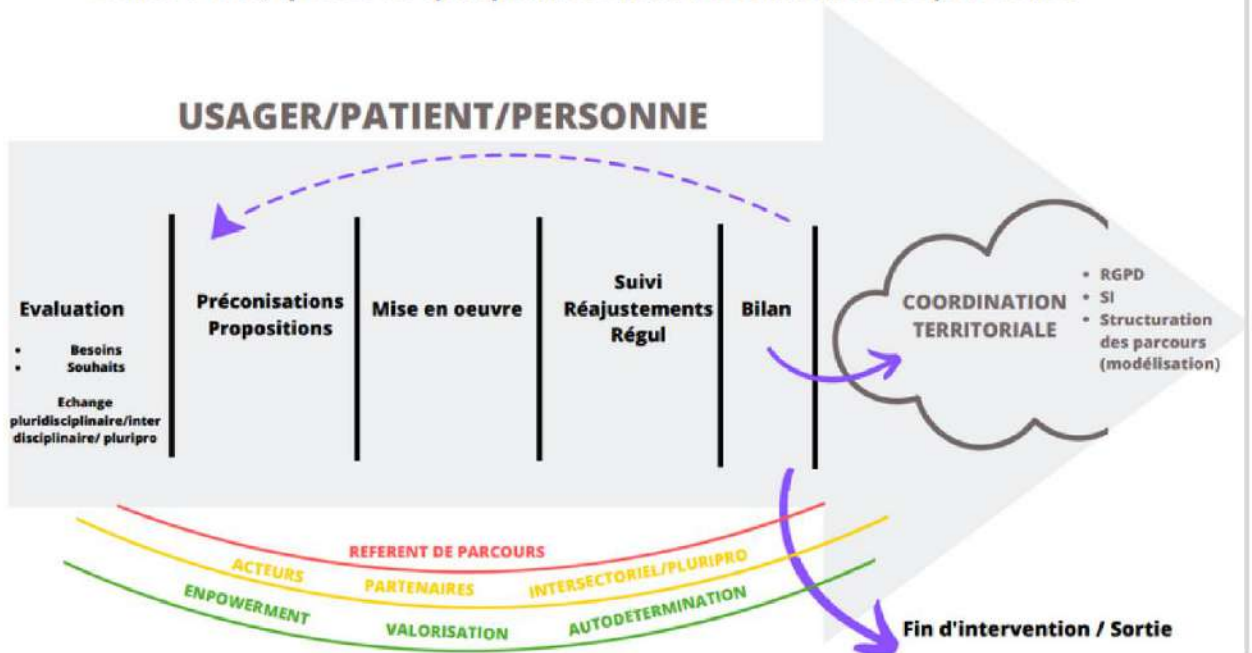 USAGER/PATIENT/PERSONNE
Evaluation
• Besoins
• Souhaits
Echange
pluridisciplinaire/inter
disciplinaire/ pluripro
Préconisations
Propositions
Mise en oeuvre
Suivi
Réajustements
Régul
Bilan
COORDINATION
TERRITORIALE
• RGPD
• SI
• Structuration
des parcours
(modélisation)
REFERENT DE PARCOURS
ACTEURS PARTENAIRES INTERSECTORIEL/PLURIPRO
ENPOWERMENT VALORISATION AUTODETERMINATION
Fin d'intervention / Sortie